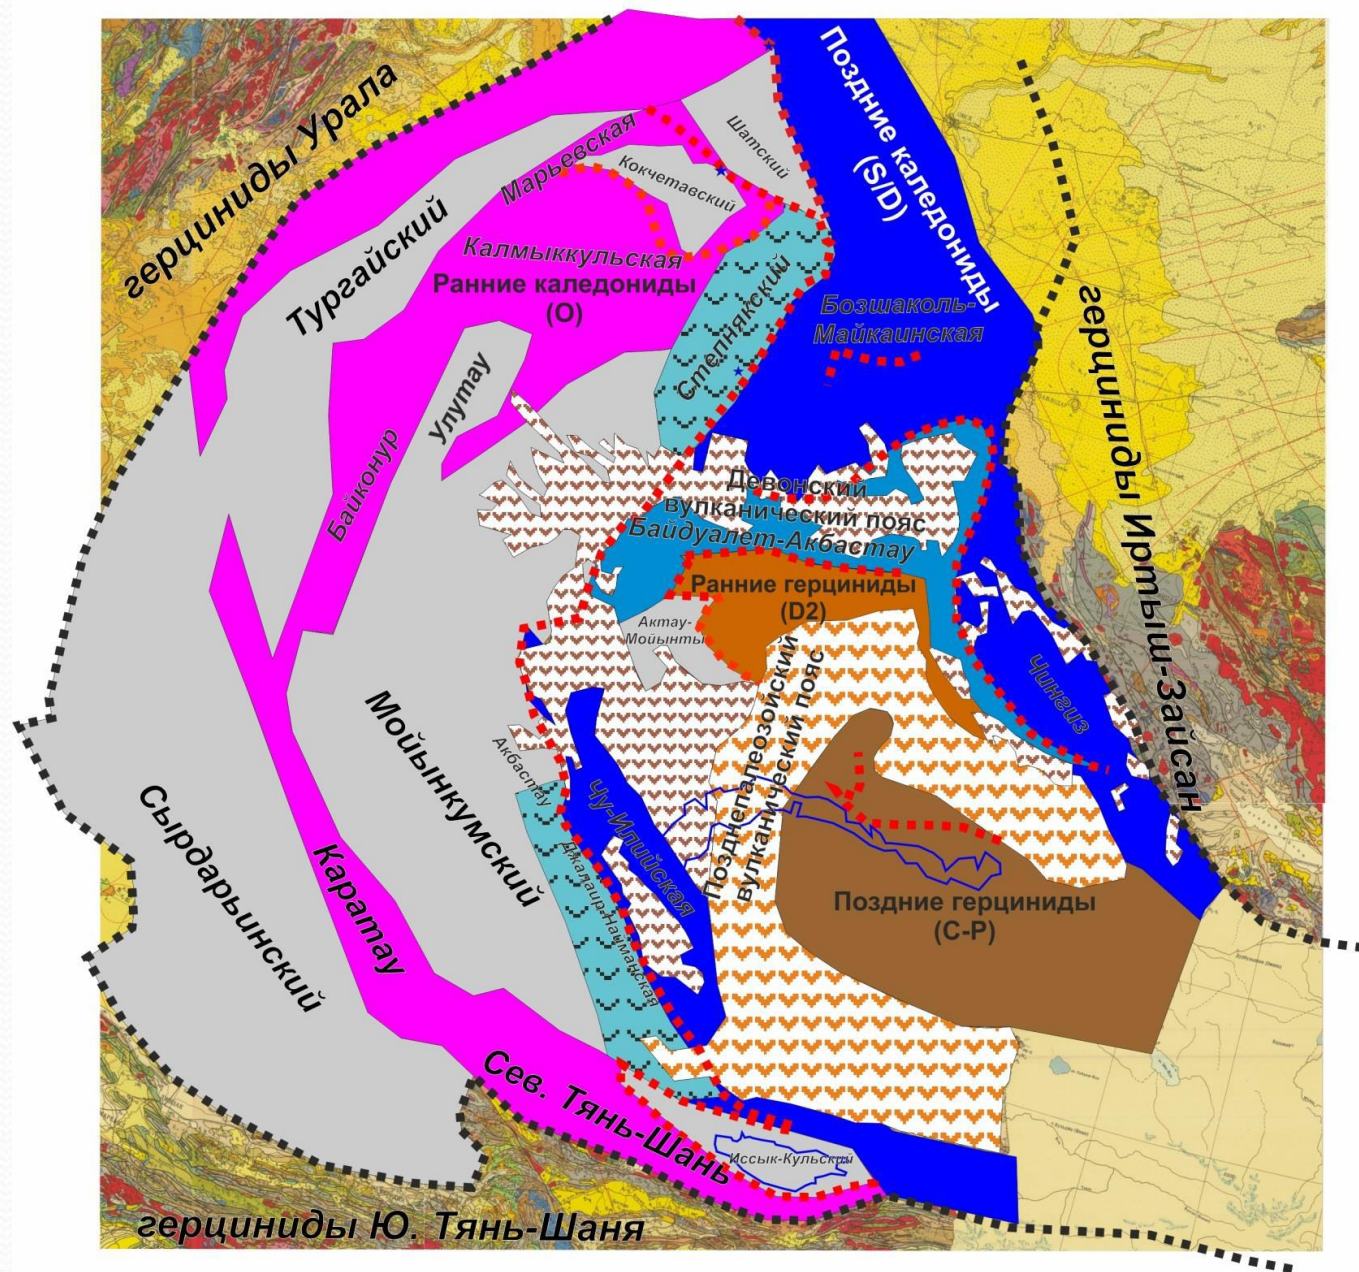 герциниды Урала
Поздние каледониды
(S/D)
Шатский
Марьевская
Кокчетавский
Тургайский
Калмыккульская
Ранние каледониды
(O)
Степнякский
Бозшаколь-
Майкаинская
герциниды Иртыш-Зайсан
Улутау
Байконур
Девонский
вулканический пояс
Байдуалет-Акбастау
Ранние герциниды
(D2)
Актау-
Мойынты
Чингиз
Мойынкумский
Акбастау
Позднепалеозойский
вулканический пояс
Чу-Илийская
Джалаир-Найманская
Сырдарьинский
Каратау
Поздние герциниды
(C-P)
Сев. Тянь-Шань
Иссык-Кульский
герциниды Ю. Тянь-Шаня